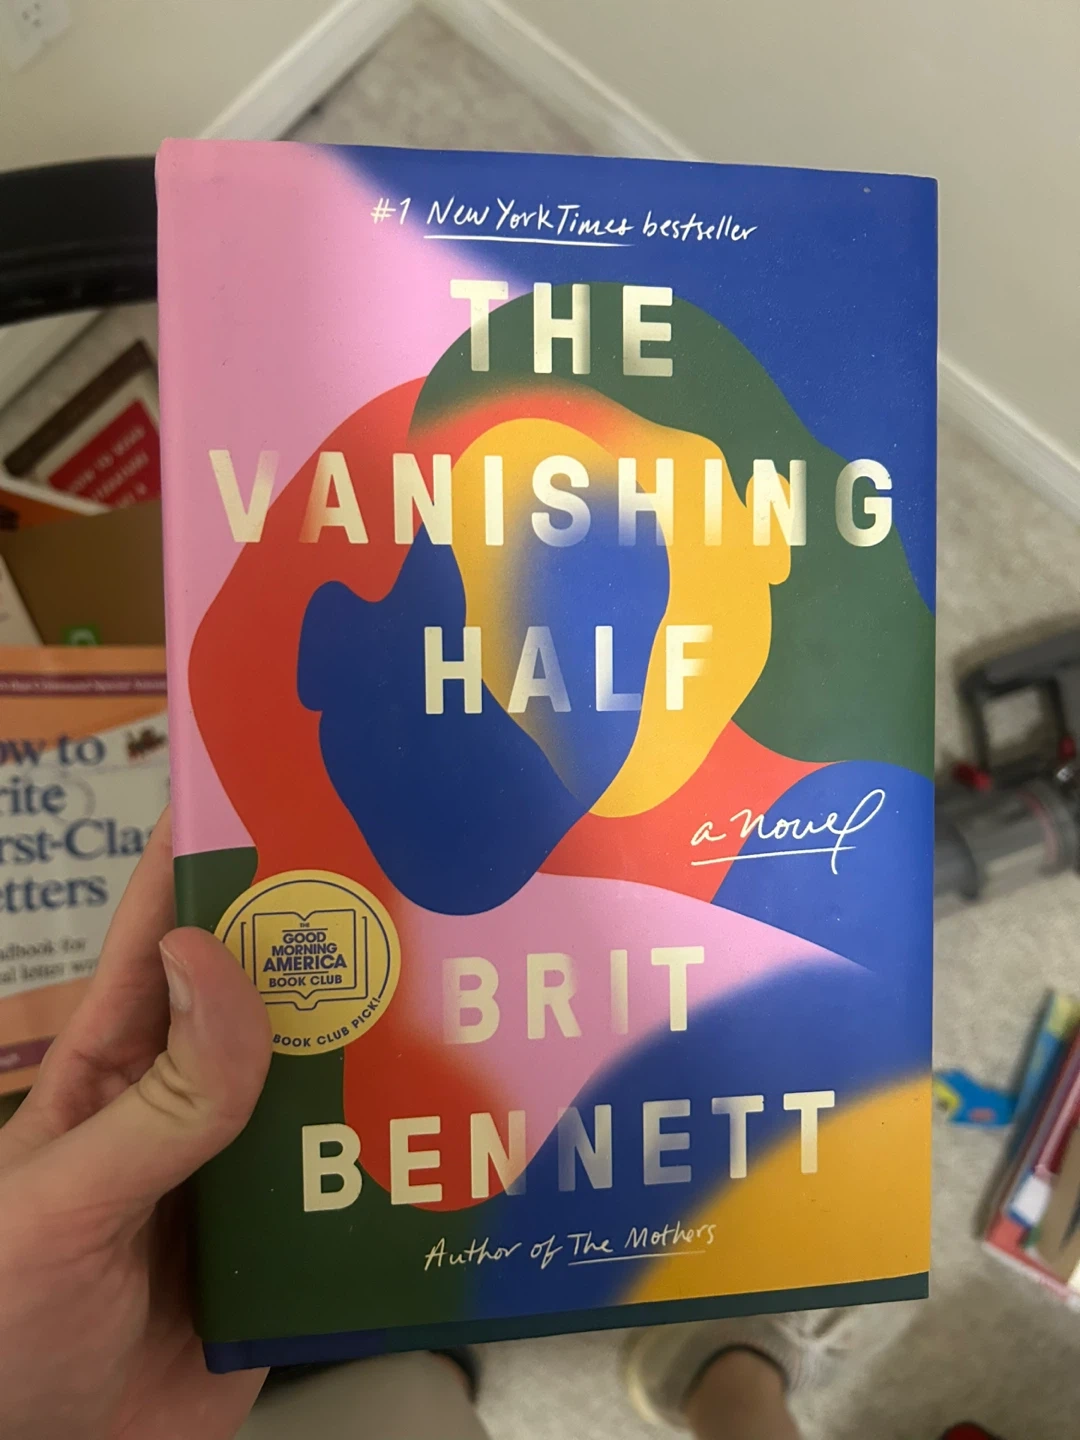 #1 New York Times bestseller
THE
VANISHING
HALF
a novel
THE
GOOD
MORNING
AMERICA
BOOK CLUB
BOOK CLUB PICK!
BRIT
BENNETT
Author of The Mothers
ow to
rite
rst-Cla
etters